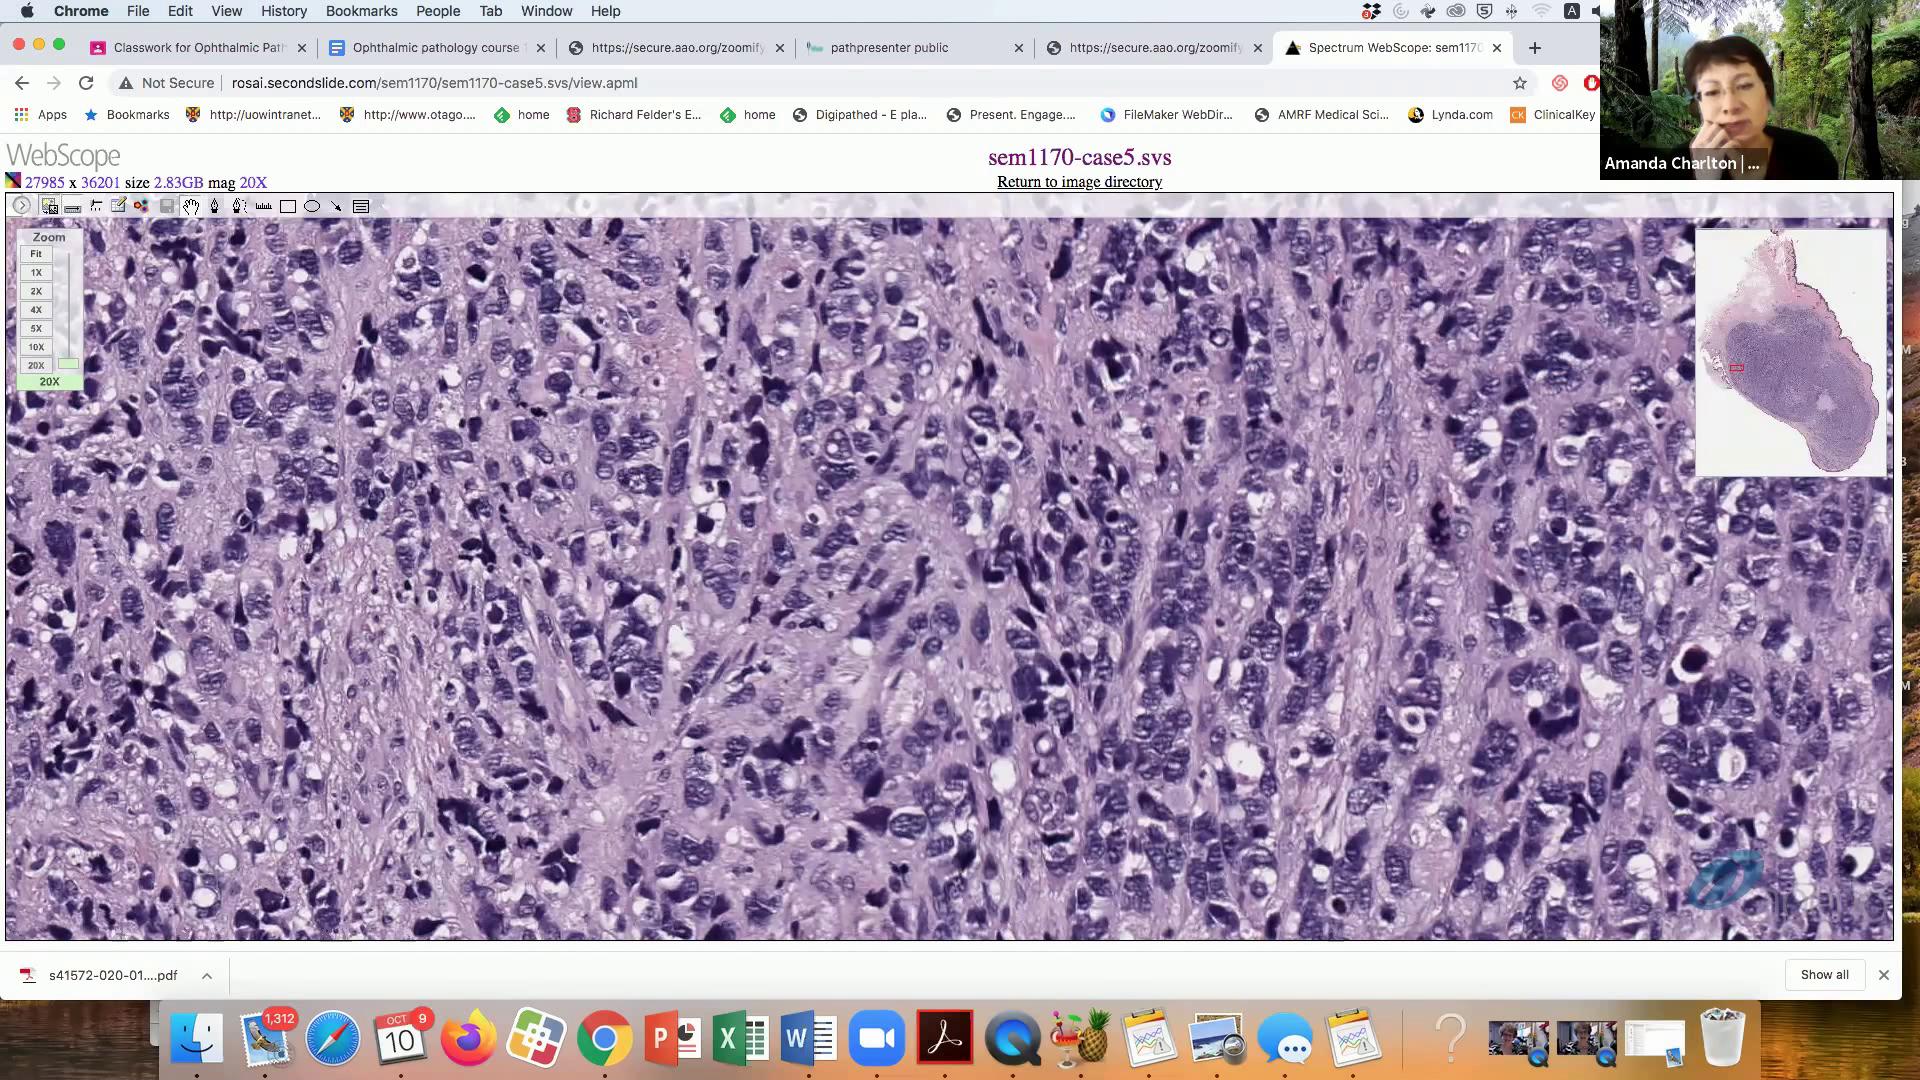 Chrome File Edit View History Bookmarks People Tab Window Help
3 A
Classwork for Ophthalmic Path
Ophthalmic pathology course
https://secure.aao.org/zoomify
pathpresenter public
https://secure.aao.org/zoomify
Spectrum WebScope: sem1170
Not Secure rosai.secondslide.com/sem1170/sem1170-case5.svs/view.apml
Apps Bookmarks http://uowintranet... http://www.otago.... home Richard Felder's E... home Digipathed - E pla... Present. Engage.... FileMaker WebDir... AMRF Medical Sci... Lynda.com CK ClinicalKey
Amanda Charlton | ...
WebScope
sem1170-case5.svs
27985 x 36201 size 2.83GB mag 20X
Return to image directory
Zoom
Fit
1X
2X
4X
5X
10X
20X
20X
s41572-020-01....pdf
Show all
1,312
OCT
9
10
P X W